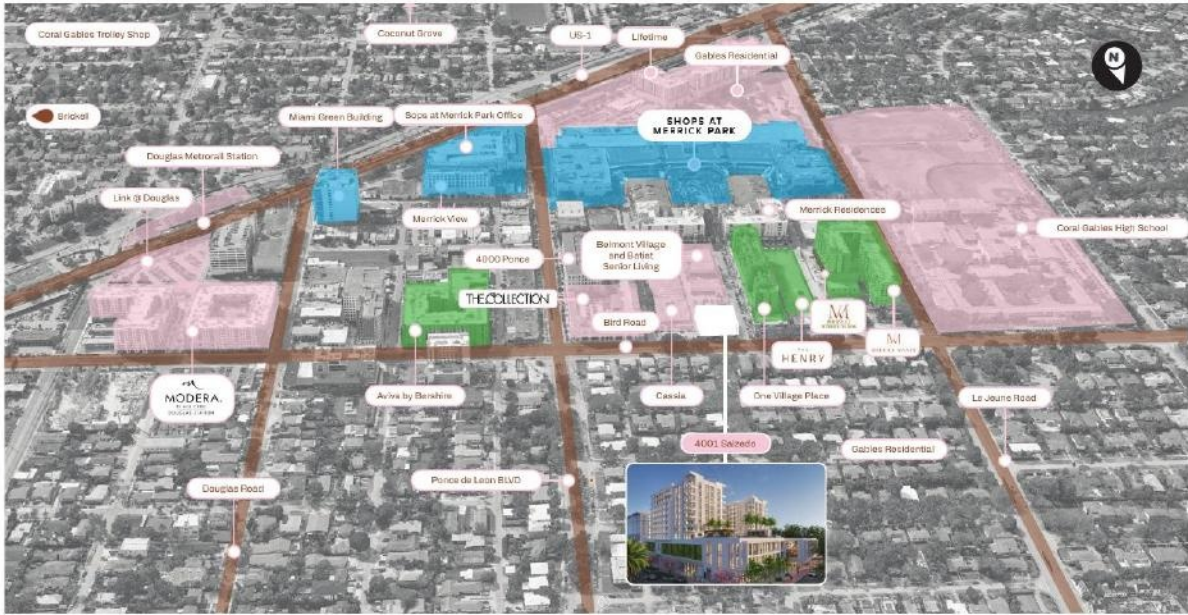 Coral Gables Trolley Shop
Coconut Grove
US-1
Lifetime
Gables Residential
N
Brickell
Miami Green Building
Sops at Merrick Park Office
SHOPS AT
MERRICK PARK
Douglas Metrorail Station
Link @ Douglas
Merrick View
Merrick Residences
Coral Gables High School
4000 Ponce
Belmont Village
and Batist
Senior Living
THE COLLECTION
Bird Road
HENRY
MODERA.
Aviva by Bershire
Cassia
One Village Place
Le Jeune Road
4001 Salzedo
Gables Residential
Douglas Road
Ponce de Leon BLVD